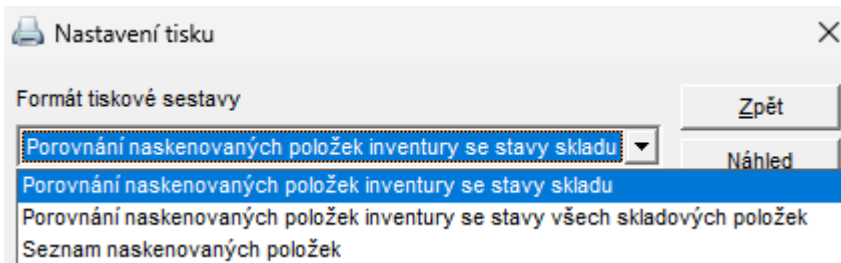 Nastavení tisku
Formát tiskové sestavy
Zpět
Porovnání naskenovaných položek inventury se stavy skladu
Náhled
Porovnání naskenovaných položek inventury se stavy skladu
Porovnání naskenovaných položek inventury se stavy všech skladových položek
Seznam naskenovaných položek